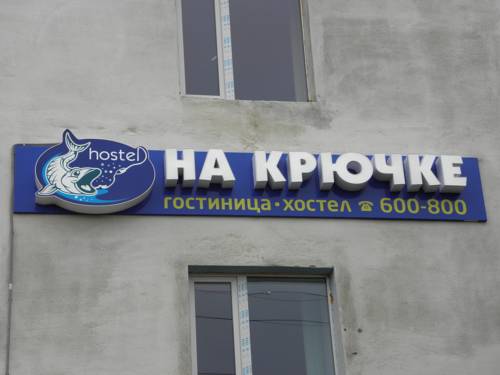 hostel
НА КРЮЧКЕ
гостиница • хостел ☎ 600-800